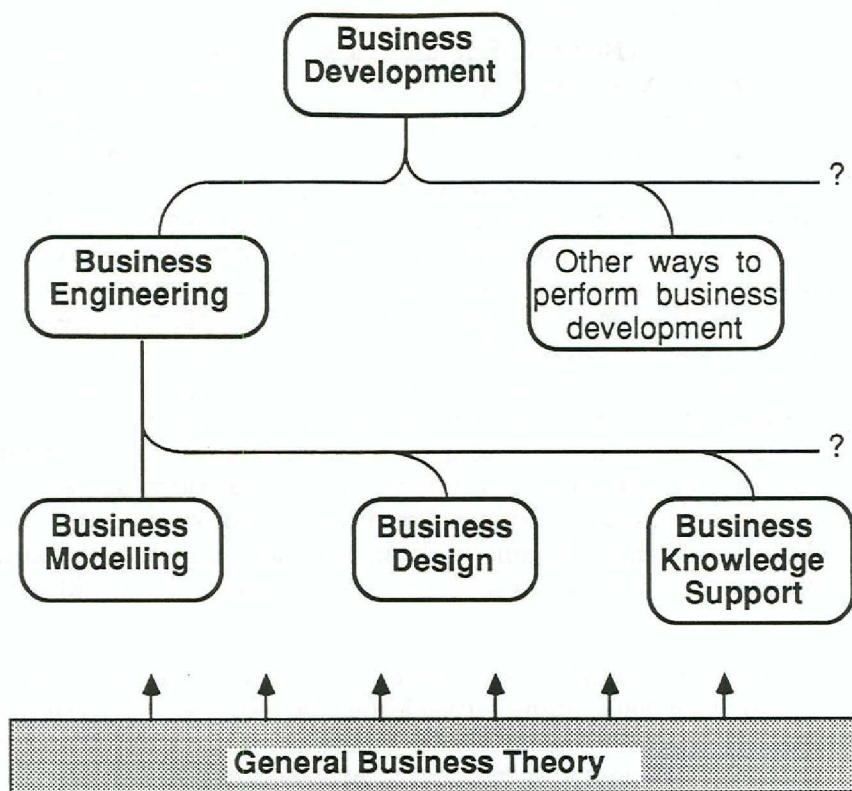 Business
Development
?
Business
Engineering
Other ways to
perform business
development
?
Business
Modelling
Business
Design
Business
Knowledge
Support
General Business Theory